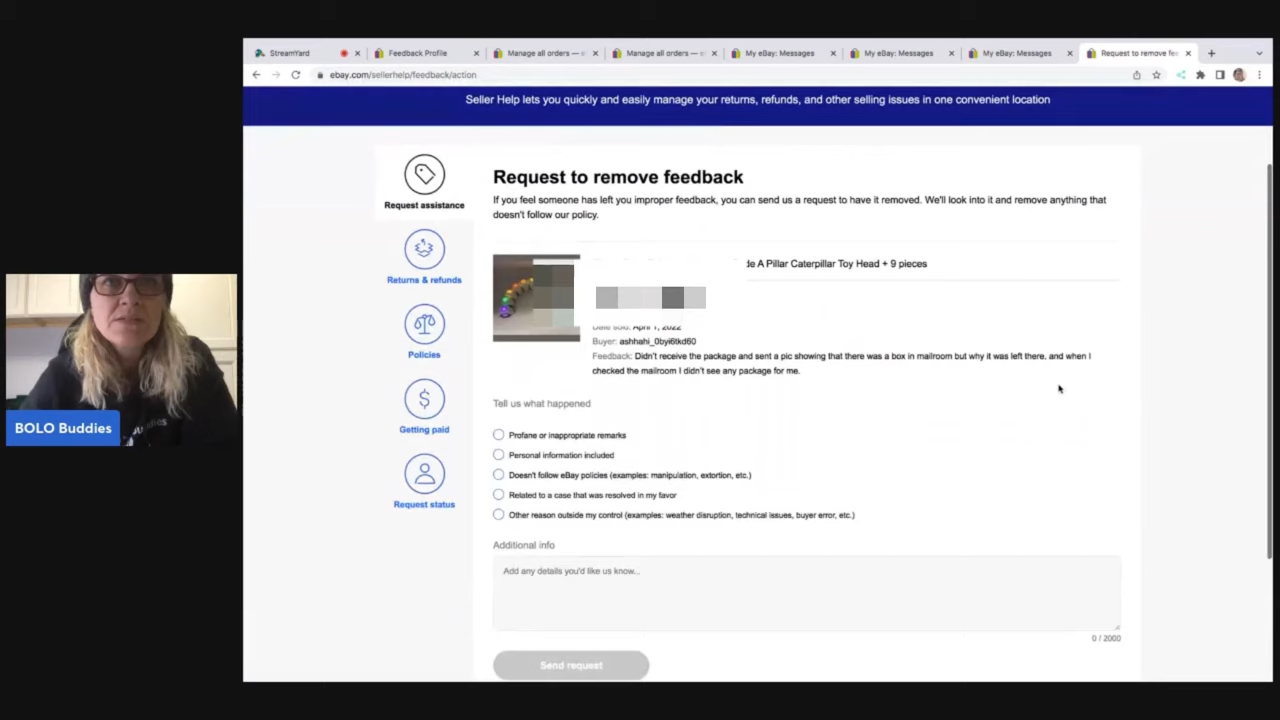 StreamYard
Feedback Profile
Manage all orders — e
Manage all orders — e
My eBay: Messages
My eBay: Messages
My eBay: Messages
Request to remove fee
ebay.com/sellerhelp/feedback/action
Seller Help lets you quickly and easily manage your returns, refunds, and other selling issues in one convenient location
Request assistance
Returns & refunds
Policies
Getting paid
Request status
Request to remove feedback
If you feel someone has left you improper feedback, you can send us a request to have it removed. We'll look into it and remove anything that
doesn't follow our policy.
de A Pillar Caterpillar Toy Head + 9 pieces
Date sold: April 1, 2022
Buyer: ashhahi_0byi6tkd60
Feedback: Didn't receive the package and sent a pic showing that there was a box in mailroom but why it was left there, and when I
checked the mailroom I didn't see any package for me.
Tell us what happened
Profane or inappropriate remarks
Personal information included
Doesn't follow eBay policies (examples: manipulation, extortion, etc.)
Related to a case that was resolved in my favor
Other reason outside my control (examples: weather disruption, technical issues, buyer error, etc.)
Additional info
Add any details you'd like us know...
0 / 2000
Send request
BOLO Buddies